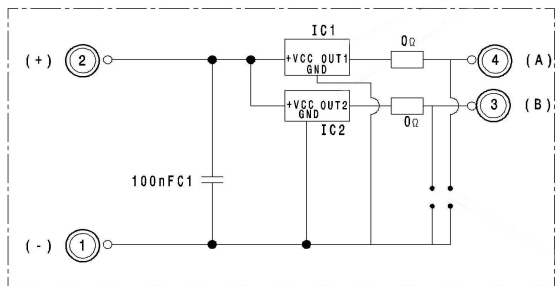 IC1
0Ω
(+) 2
+VCC OUT1
GND
4 (A)
+VCC OUT2
GND
3 (B)
IC2
0Ω
100nFC1
(-) 1